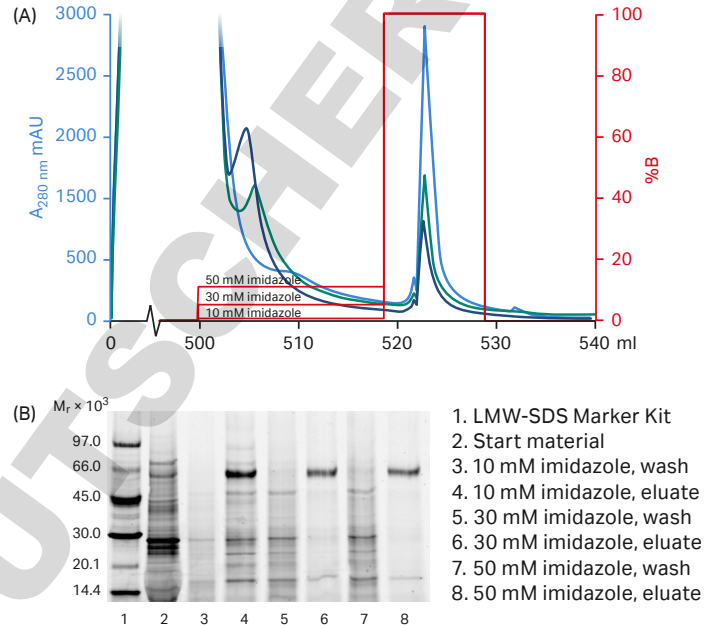 (A)
3000
2500
2000
1500
500
0
A280 nm mAU
100
80
60
40
20
0
%B
50 mM imidazole
30 mM imidazole
10 mM imidazole
0 500 510 520 530 540 ml
(B)
Mr × 10³
97.0
66.0
45.0
30.0
20.1
14.4
1 2 3 4 5 6 7 8
1. LMW-SDS Marker Kit
2. Start material
3. 10 mM imidazole, wash
4. 10 mM imidazole, eluate
5. 30 mM imidazole, wash
6. 30 mM imidazole, eluate
7. 50 mM imidazole, wash
8. 50 mM imidazole, eluate
UTSCHER